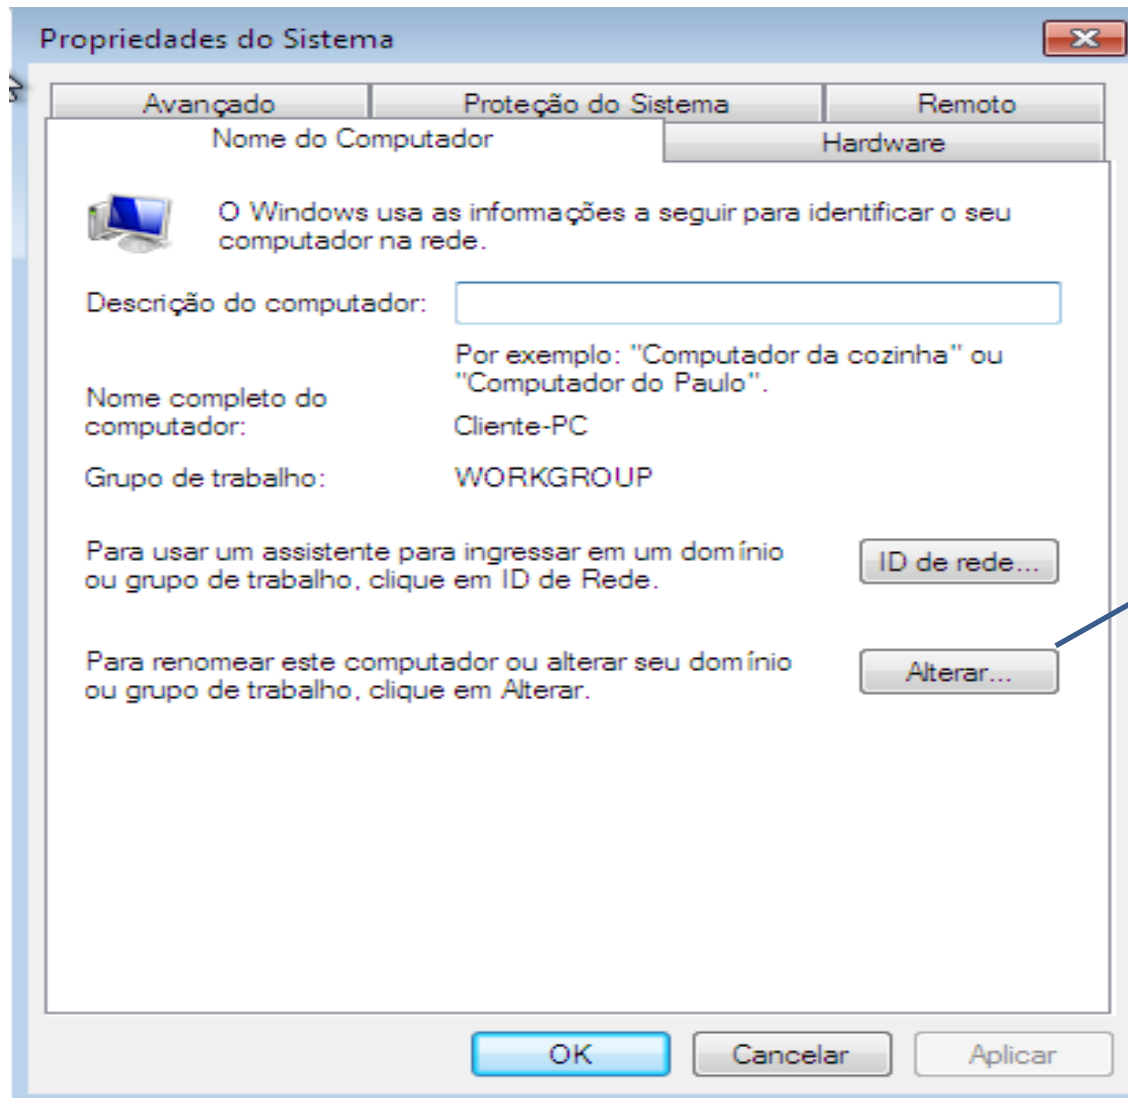 Propriedades do Sistema
Avançado
Proteção do Sistema
Remoto
Nome do Computador
Hardware
O Windows usa as informações a seguir para identificar o seu
computador na rede.
Descrição do computador:
Por exemplo: "Computador da cozinha" ou
"Computador do Paulo".
Nome completo do
computador:
Cliente-PC
Grupo de trabalho:
WORKGROUP
Para usar um assistente para ingressar em um domínio
ou grupo de trabalho, clique em ID de Rede.
ID de rede...
Para renomear este computador ou alterar seu domínio
ou grupo de trabalho, clique em Alterar.
Alterar...
OK
Cancelar
Aplicar